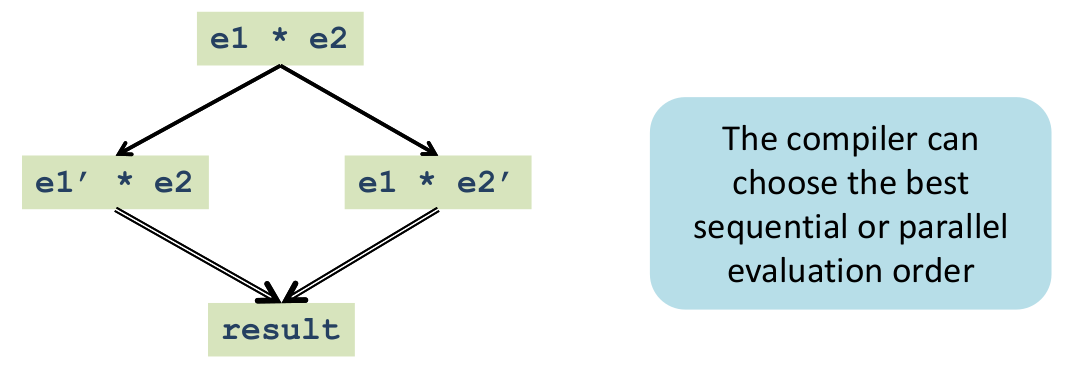 e1 * e2
e1’ * e2
e1 * e2’
result
The compiler can
choose the best
sequential or parallel
evaluation order